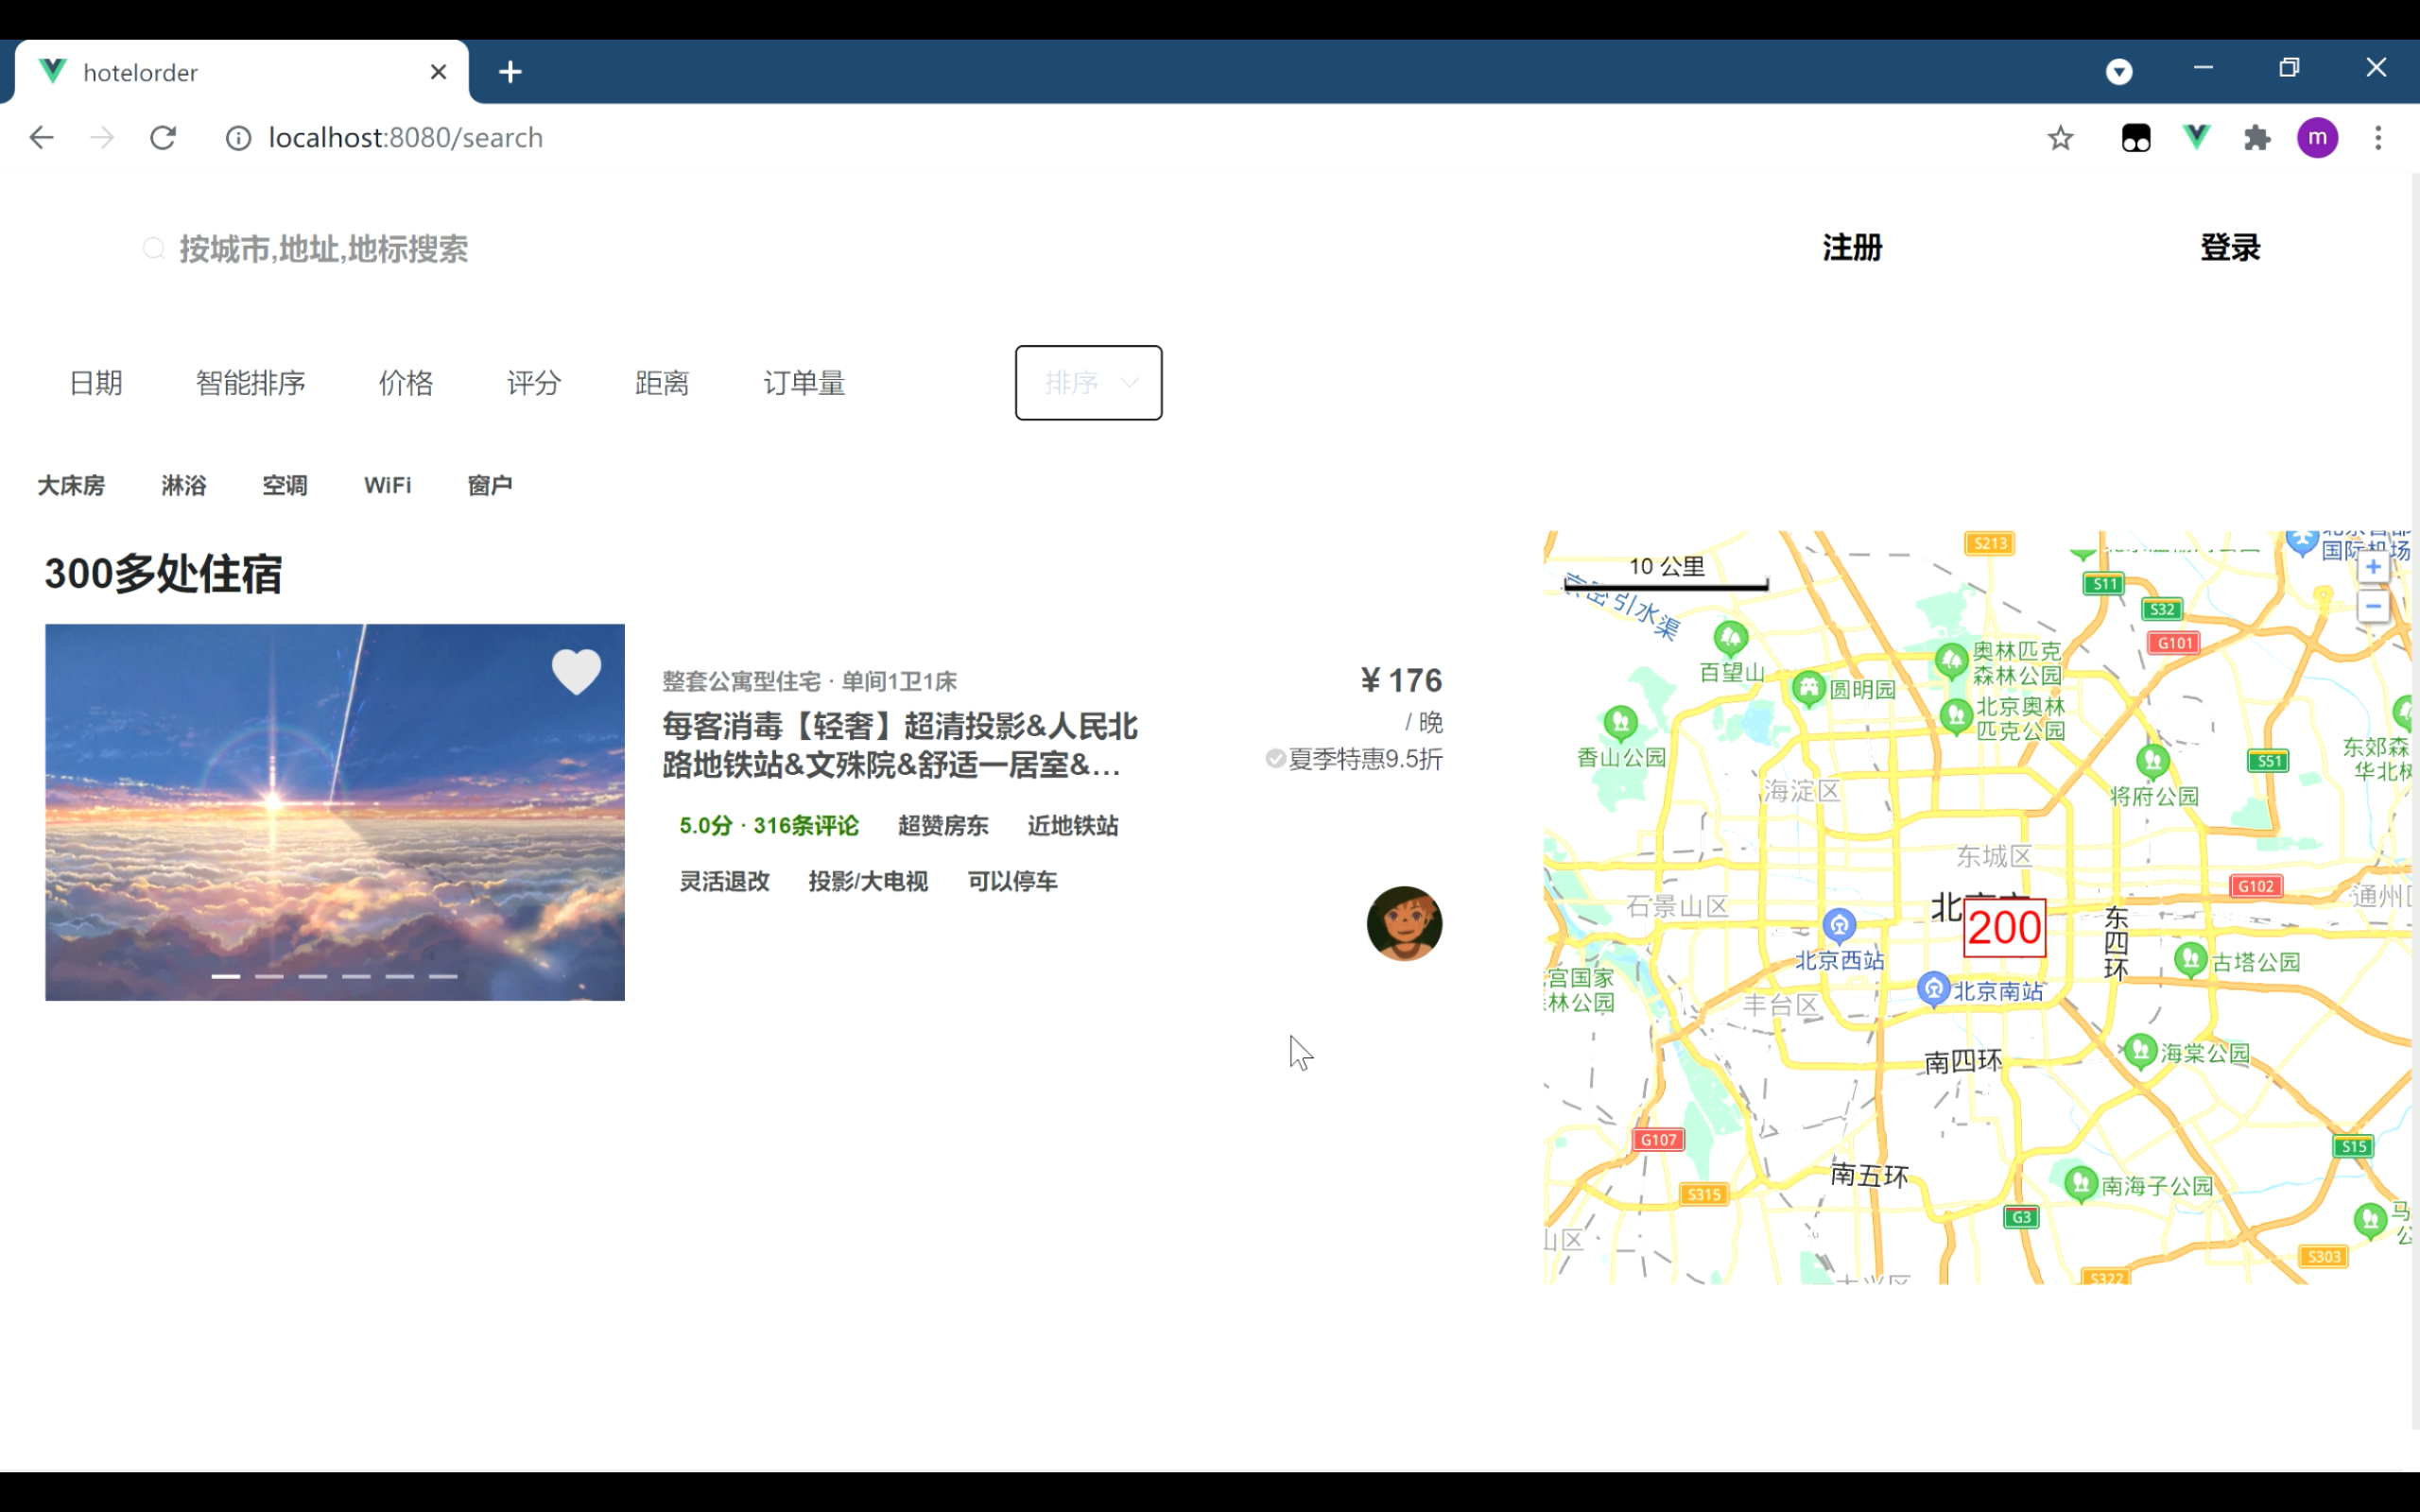 hotelorder
localhost:8080/search
m
按城市,地址,地标搜索
注册
登录
日期
智能排序
价格
评分
距离
订单量
排序
大床房
淋浴
空调
WiFi
窗户
300多处住宿
整套公寓型住宅 · 单间1卫1床
每客消毒【轻奢】超清投影&人民北
路地铁站&文殊院&舒适一居室&...
5.0分 · 316条评论
超赞房东
近地铁站
灵活退改
投影/大电视
可以停车
¥ 176
/ 晚
夏季特惠9.5折
10 公里
京密引水渠
S213
国际机场
S11
S32
G101
+
−
百望山
圆明园
奥林匹克
森林公园
北京奥林
匹克公园
香山公园
海淀区
将府公园
S51
东郊森
华北树
东城区
石景山区
G102
通州区
北
200
东四环
北京西站
古塔公园
宫国家
林公园
丰台区
北京南站
南四环
海棠公园
G107
S315
南五环
南海子公园
S15
G3
山区
S303
S322